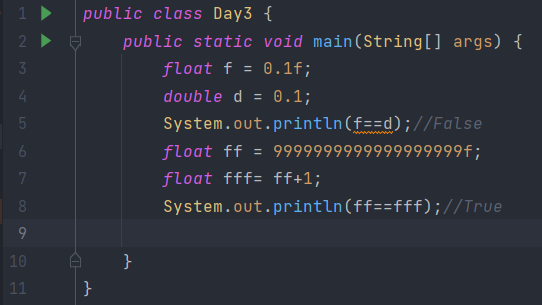 1 public class Day3 {
2 public static void main(String[] args) {
3 float f = 0.1f;
4 double d = 0.1;
5 System.out.println(f==d);//False
6 float ff = 9999999999999999999f;
7 float fff= ff+1;
8 System.out.println(ff==fff);//True
9
10 }
11 }